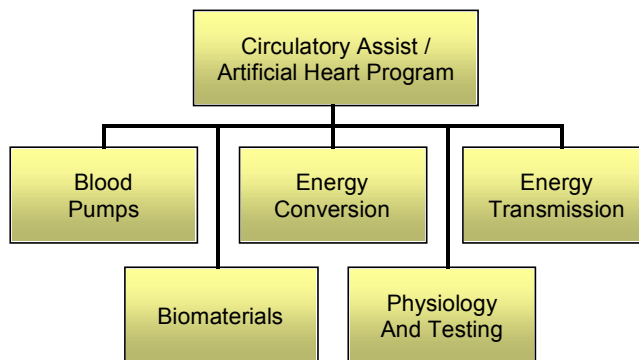 Circulatory Assist /
Artificial Heart Program
Blood
Pumps
Energy
Conversion
Energy
Transmission
Biomaterials
Physiology
And Testing